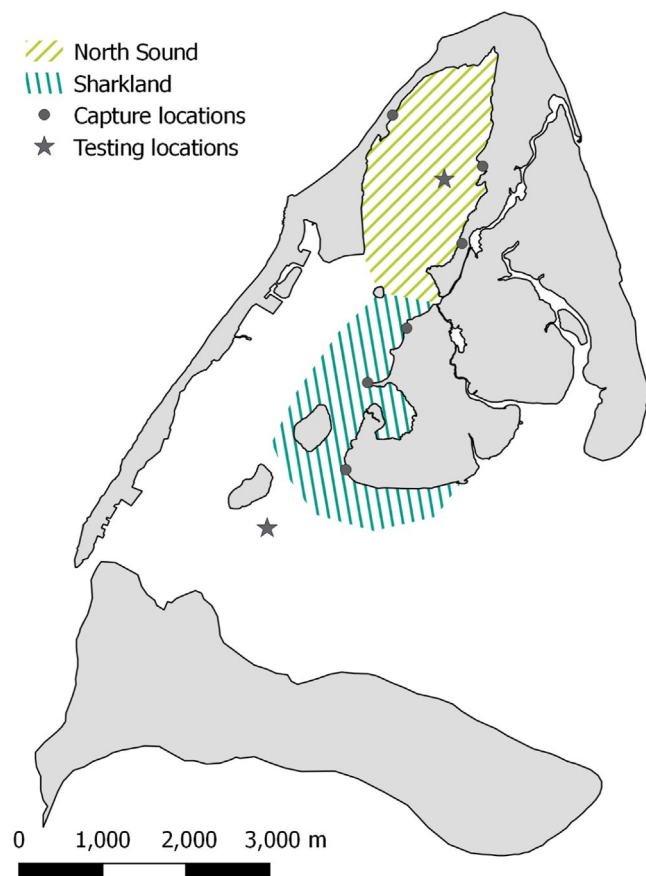 North Sound
Sharkland
Capture locations
Testing locations
0 1,000 2,000 3,000 m